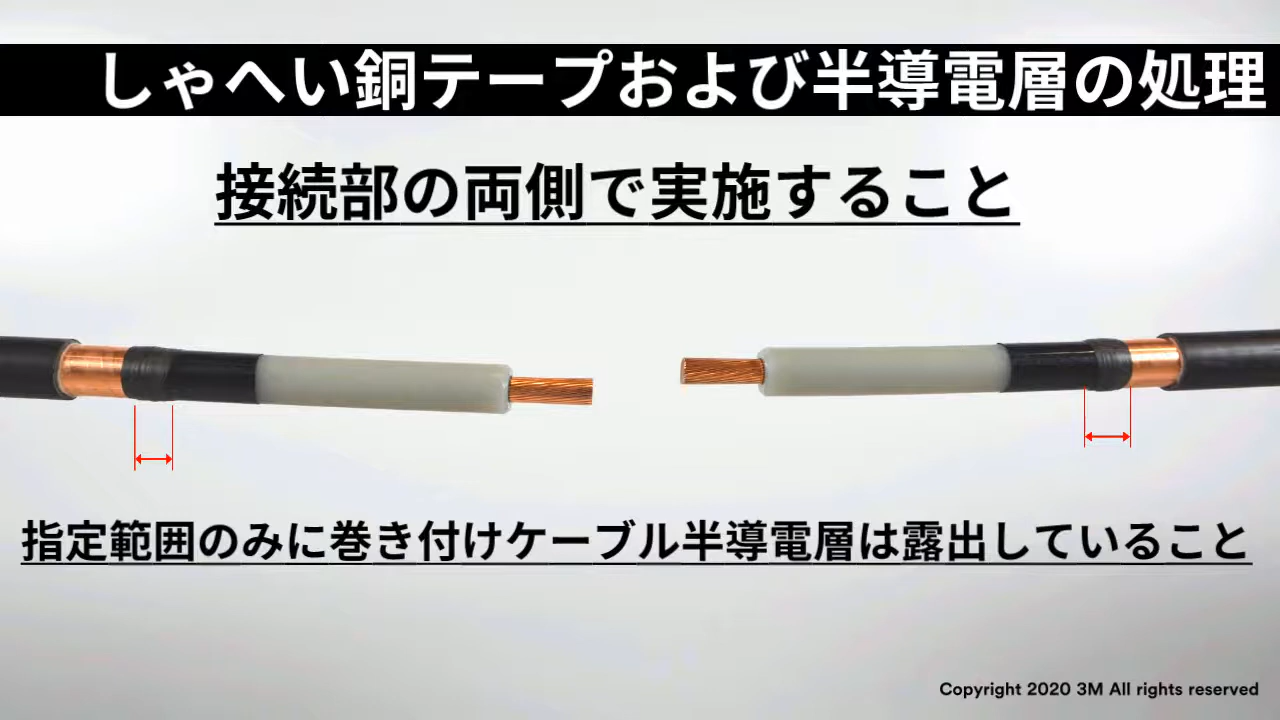 しゃへい銅テープおよび半導電層の処理
接続部の両側で実施すること
指定範囲のみに巻き付けケーブル半導電層は露出していること
Copyright 2020 3M All rights reserved